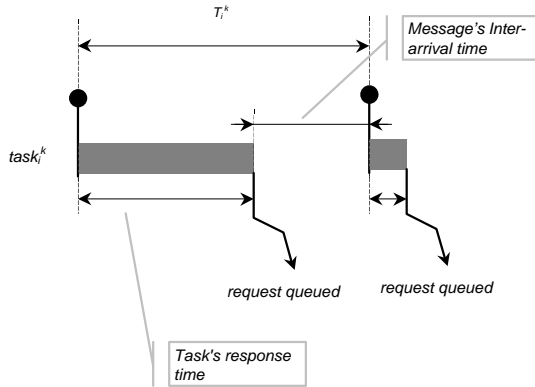 T_i^k
Message's Inter-
arrival time
task_i^k
request queued
request queued
Task's response
time